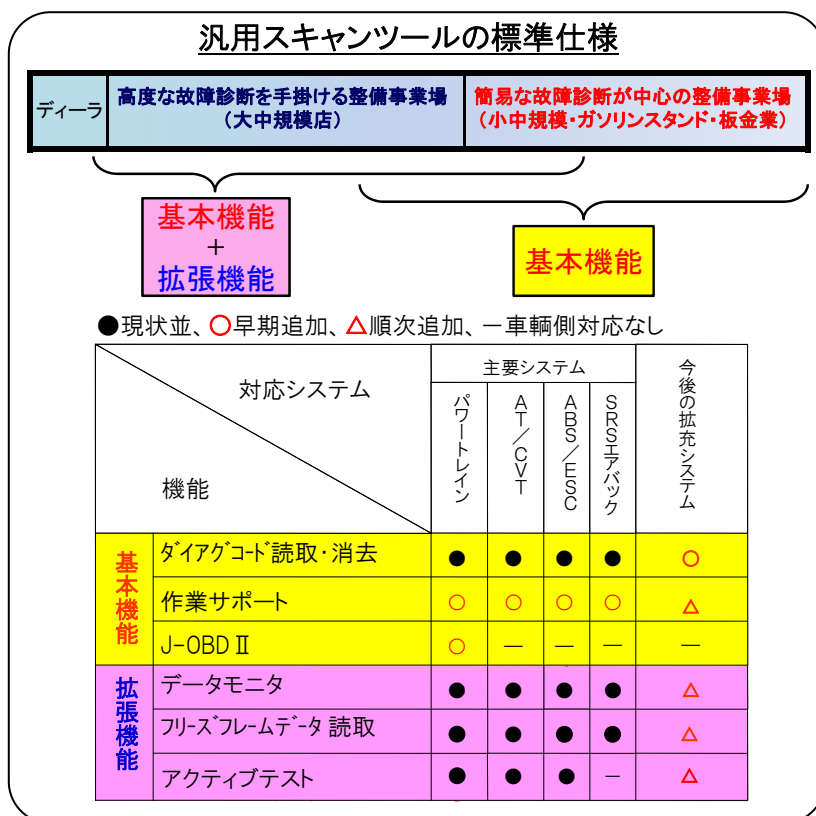 汎用スキャンツールの標準仕様
ディーラ
高度な故障診断を手掛ける整備事業場
（大中規模店）
簡易な故障診断が中心の整備事業場
（小中規模・ガソリンスタンド・板金業）
基本機能
+
拡張機能
基本機能
●現状並、○早期追加、△順次追加、－車輌側対応なし
対応システム
機能
主要システム
パワートレイン
AT／CVT
ABS／ESC
SRSエアバック
今後の拡充システム
基本機能
ダイアグコード読取・消去 ● ● ● ● ○
作業サポート ○ ○ ○ ○ △
J-OBDⅡ ○ － － － －
拡張機能
データモニタ ● ● ● ● △
フリーズフレームデータ 読取 ● ● ● ● △
アクティブテスト ● ● ● － △